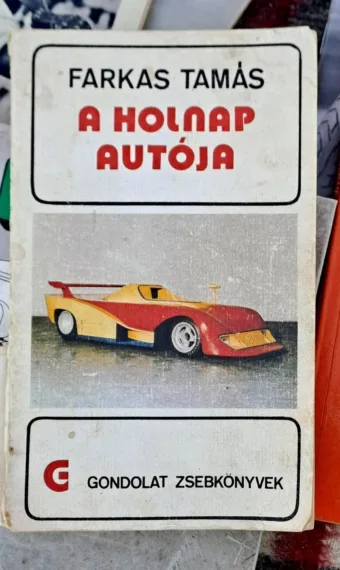 FARKAS TAMÁS
A HOLNAP
AUTÓJA
G GONDOLAT ZSEBKÖNYVEK